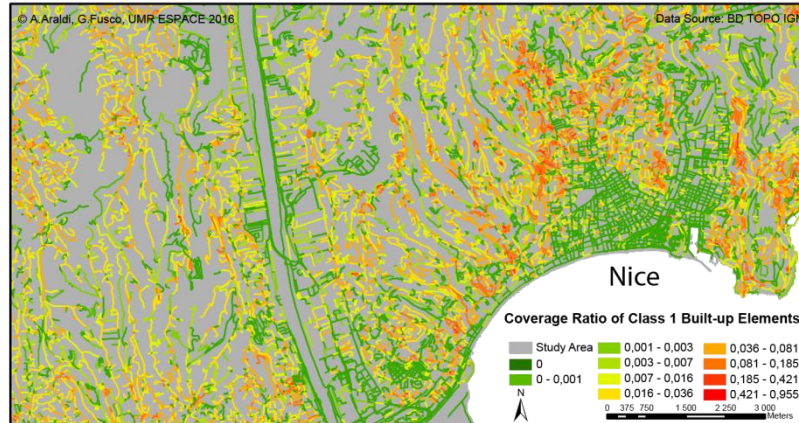 © A.Araldi, G.Fusco, UMR ESPACE 2016
Data Source: BD TOPO IGN
Nice
Coverage Ratio of Class 1 Built-up Elements
Study Area
0
0 - 0,001
0,001 - 0,003
0,003 - 0,007
0,007 - 0,016
0,016 - 0,036
0,036 - 0,081
0,081 - 0,185
0,185 - 0,421
0,421 - 0,955
N
0 375 750 1 500 2 250 3 000
Meters